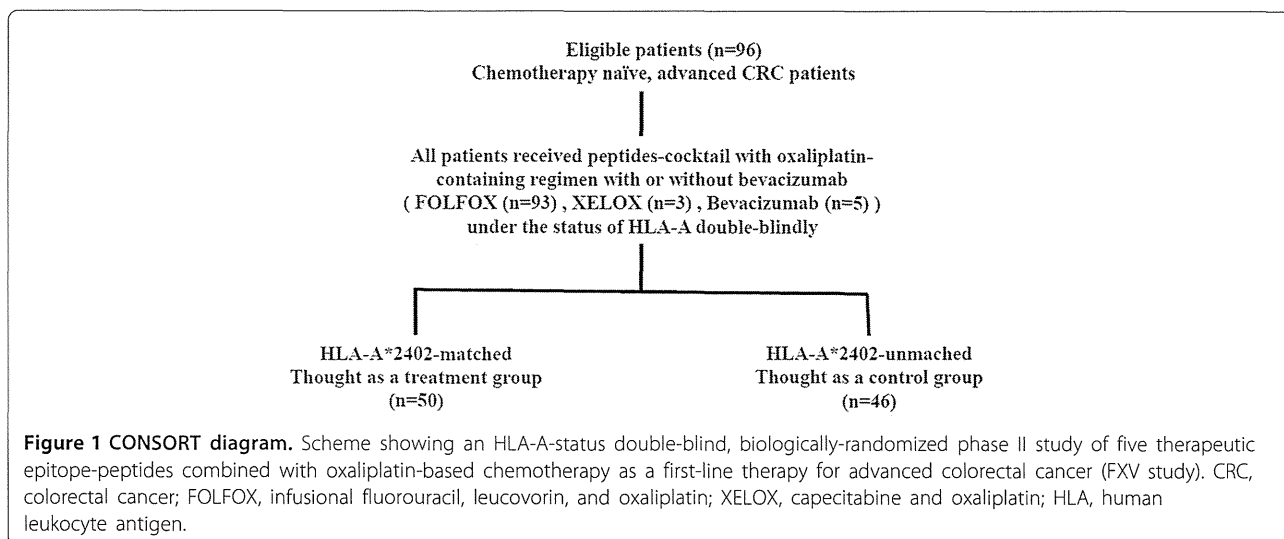 Eligible patients (n=96)
Chemotherapy naïve, advanced CRC patients
All patients received peptides-cocktail with oxaliplatin-
containing regimen with or without bevacizumab
( FOLFOX (n=93) , XELOX (n=3) , Bevacizumab (n=5) )
under the status of HLA-A double-blindly
HLA-A*2402-matched
Thought as a treatment group
(n=50)
HLA-A*2402-unmached
Thought as a control group
(n=46)
Figure 1 CONSORT diagram. Scheme showing an HLA-A-status double-blind, biologically-randomized phase II study of five therapeutic
epitope-peptides combined with oxaliplatin-based chemotherapy as a first-line therapy for advanced colorectal cancer (FXV study). CRC,
colorectal cancer; FOLFOX, infusional fluorouracil, leucovorin, and oxaliplatin; XELOX, capecitabine and oxaliplatin; HLA, human
leukocyte antigen.